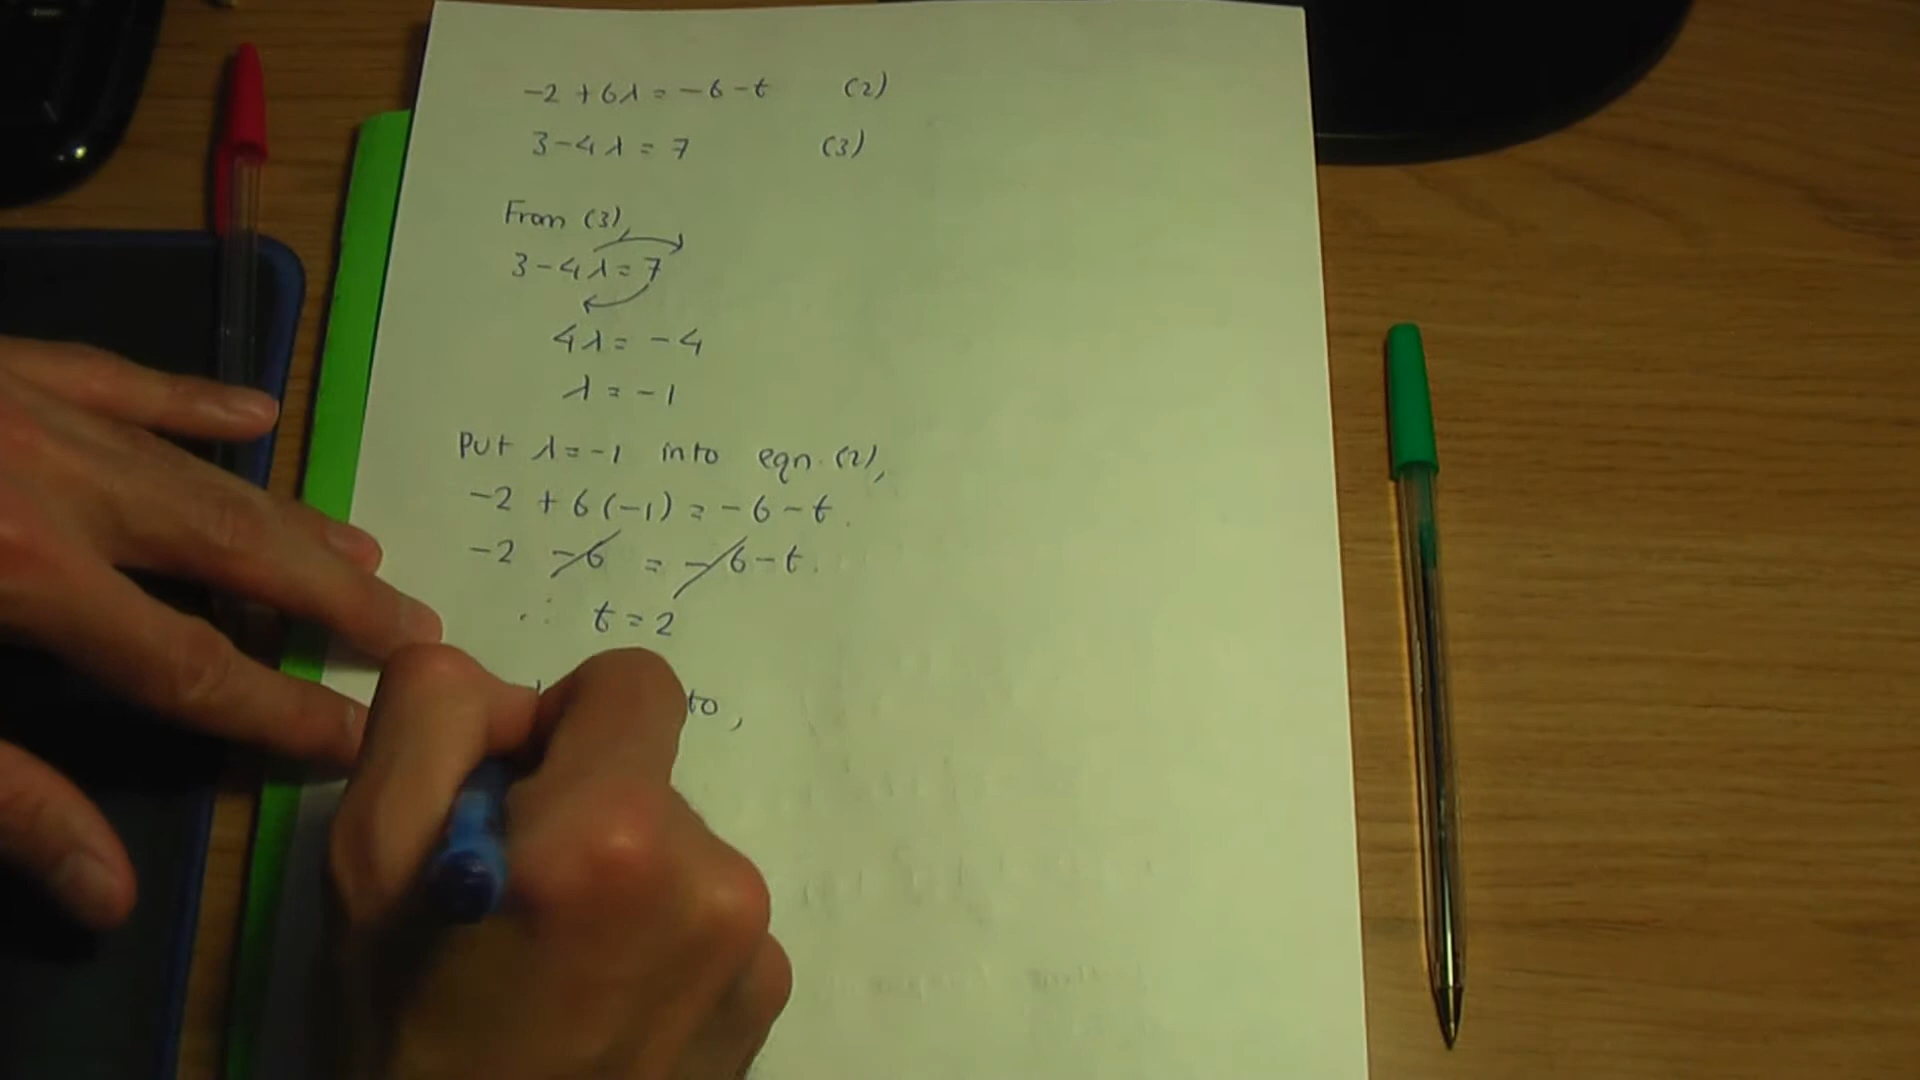 -2 + 6λ = -6 - t (2)
3 - 4λ = 7 (3)
From (3),
3 - 4λ = 7
4λ = -4
λ = -1
Put λ = -1 into eqn. (2),
-2 + 6(-1) = -6 - t.
-2 -6 = -6 - t.
∴ t = 2
to,